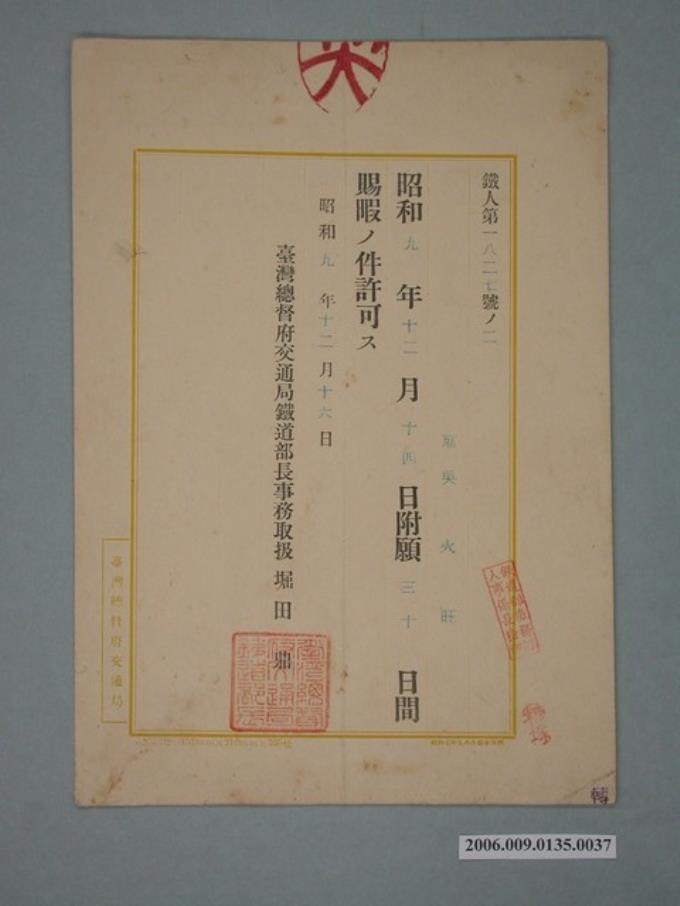 鐵人第一八二七號ノ二
吳火旺
昭和九年十二月十四日附願三十日間
賜暇ノ件許可ス
昭和九年十二月十六日
臺灣總督府交通局鐵道部長事務取扱 堀田鼎
臺灣總督府交通局
轉
2006.009.0135.0037